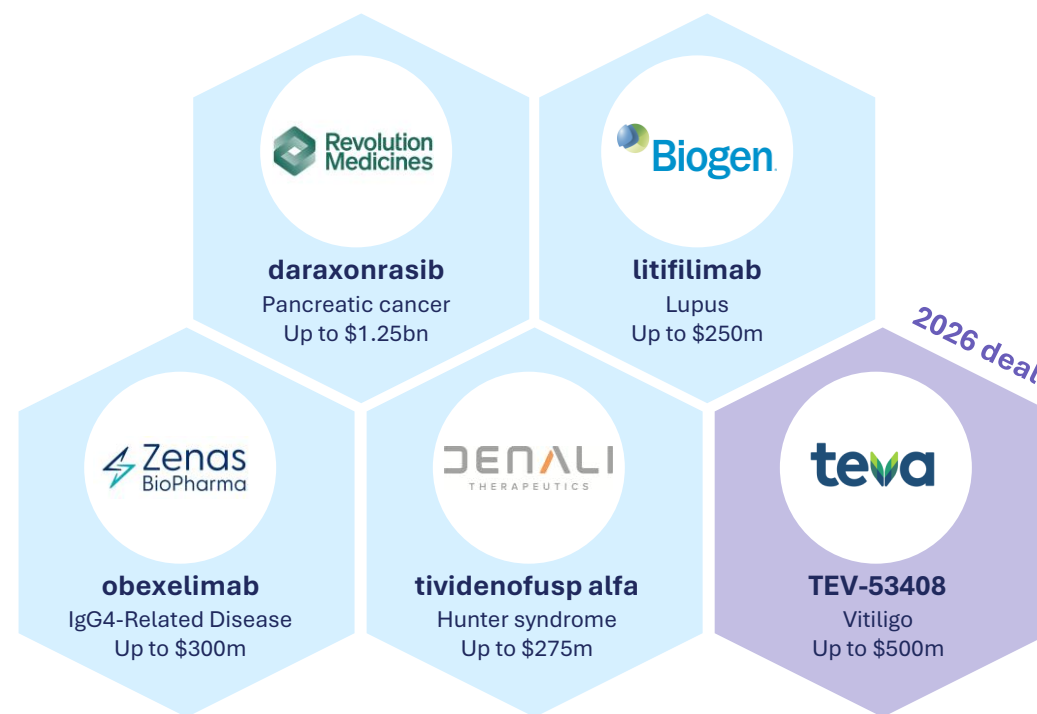 Revolution
Medicines
daraxonrasib
Pancreatic cancer
Up to $1.25bn
Biogen
litifilimab
Lupus
Up to $250m
2026 deal
Zenas
BioPharma
obexelimab
IgG4-Related Disease
Up to $300m
DENALI
THERAPEUTICS
tividenofusp alfa
Hunter syndrome
Up to $275m
teva
TEV-53408
Vitiligo
Up to $500m